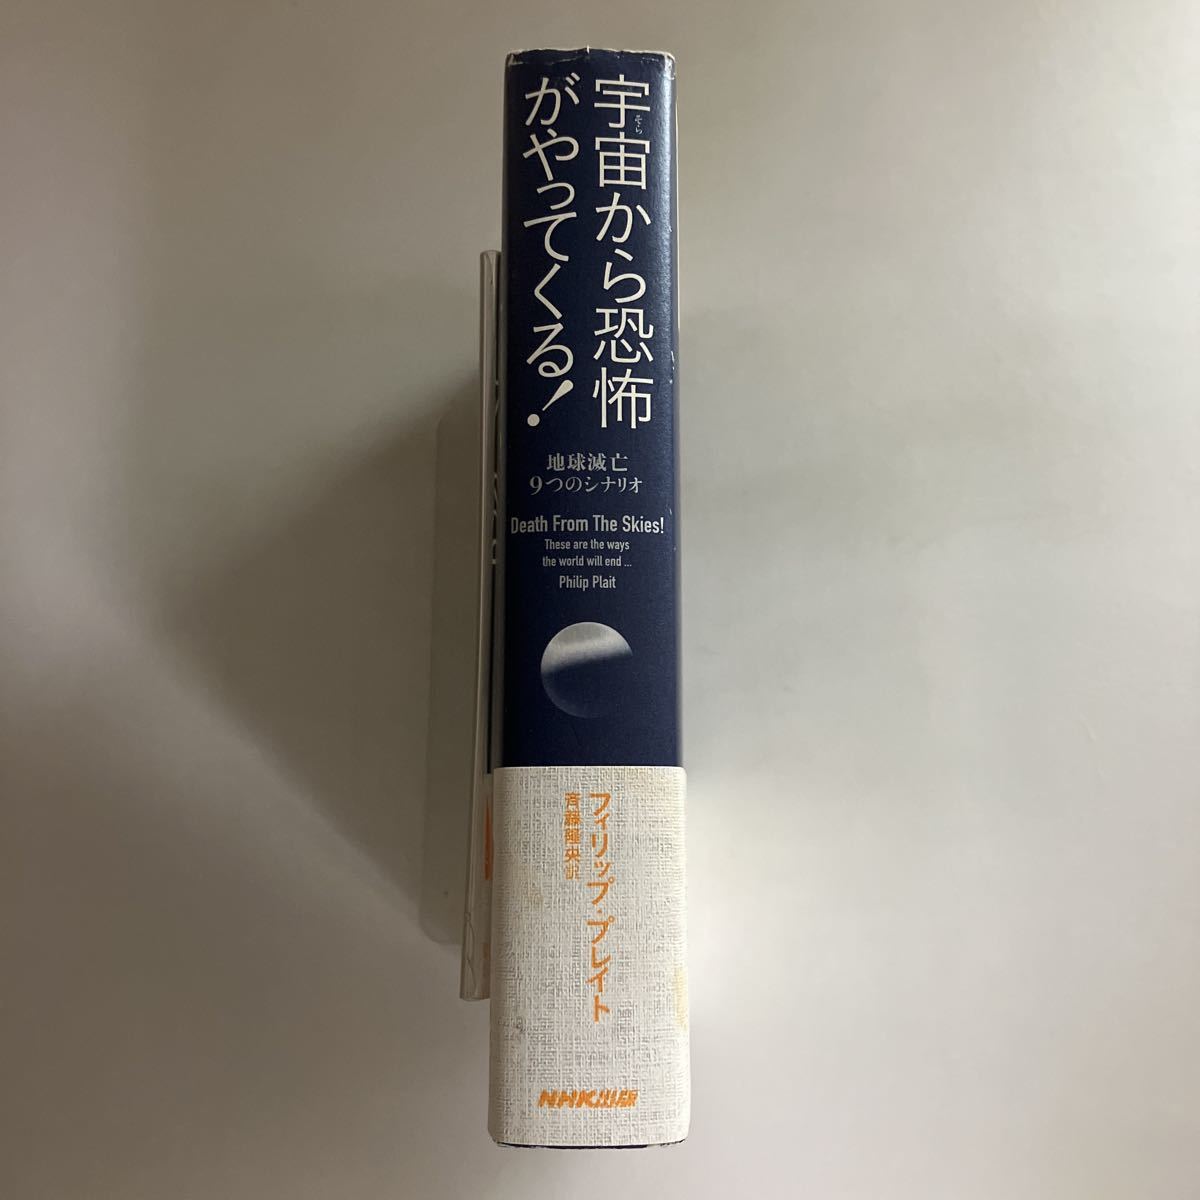 宇宙から恐怖
そら
がやってくる!
地球滅亡
9つのシナリオ
Death From The Skies!
These are the ways
the world will end ...
Philip Plait
フィリップ・プレイト
斉藤隆央 訳
NHK出版